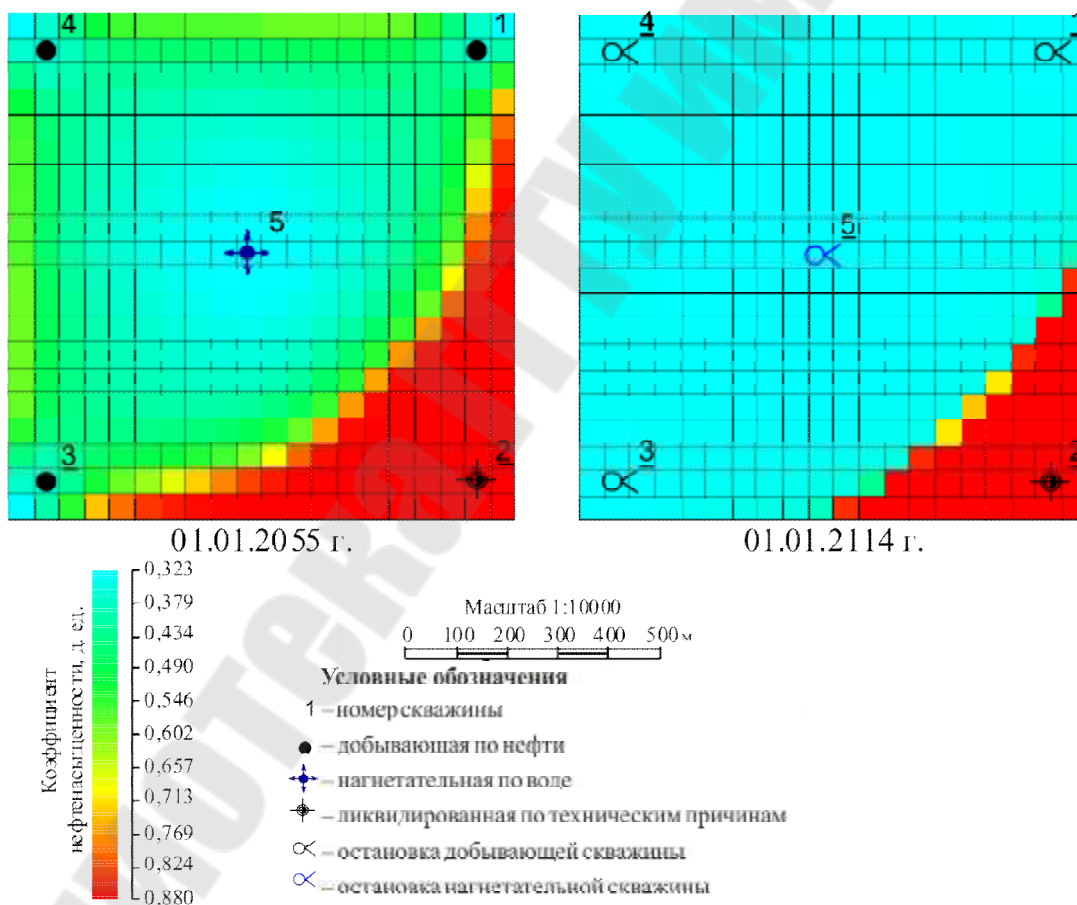 4 1
5
3 2
4 1
5
3 2
01.01.2055 г. 01.01.2114 г.
Коэффициент
нефтенасыщенности, д. ед.
0,323
0,379
0,434
0,490
0,546
0,602
0,657
0,713
0,769
0,824
0,880
Масштаб 1:10000
0 100 200 300 400 500 м
Условные обозначения
1 – номер скважины
– добывающая по нефти
– нагнетательная по воде
– ликвидированная по техническим причинам
– остановка добывающей скважины
– остановка нагнетательной скважины